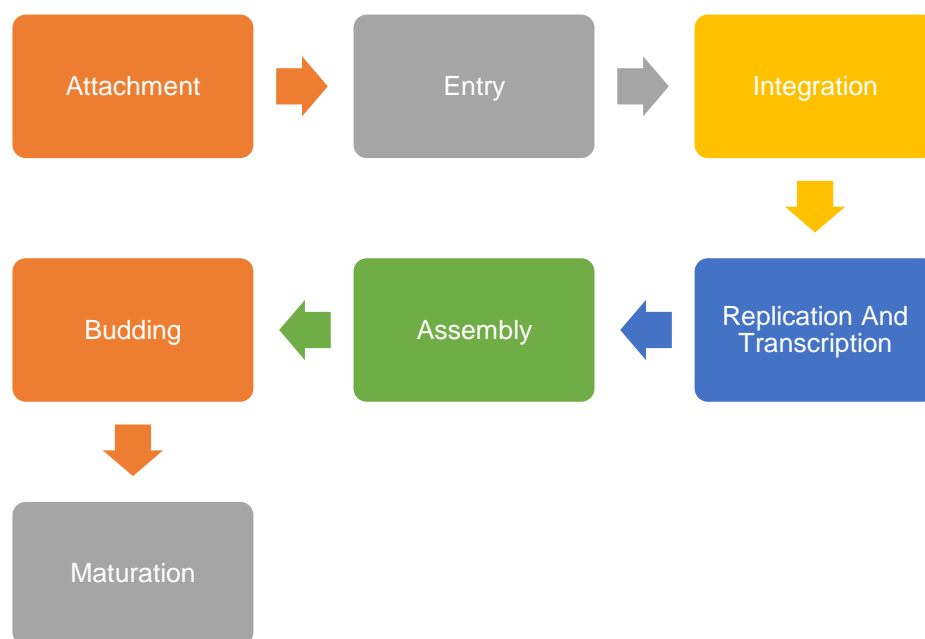 Attachment
Entry
Integration
Replication And
Transcription
Assembly
Budding
Maturation